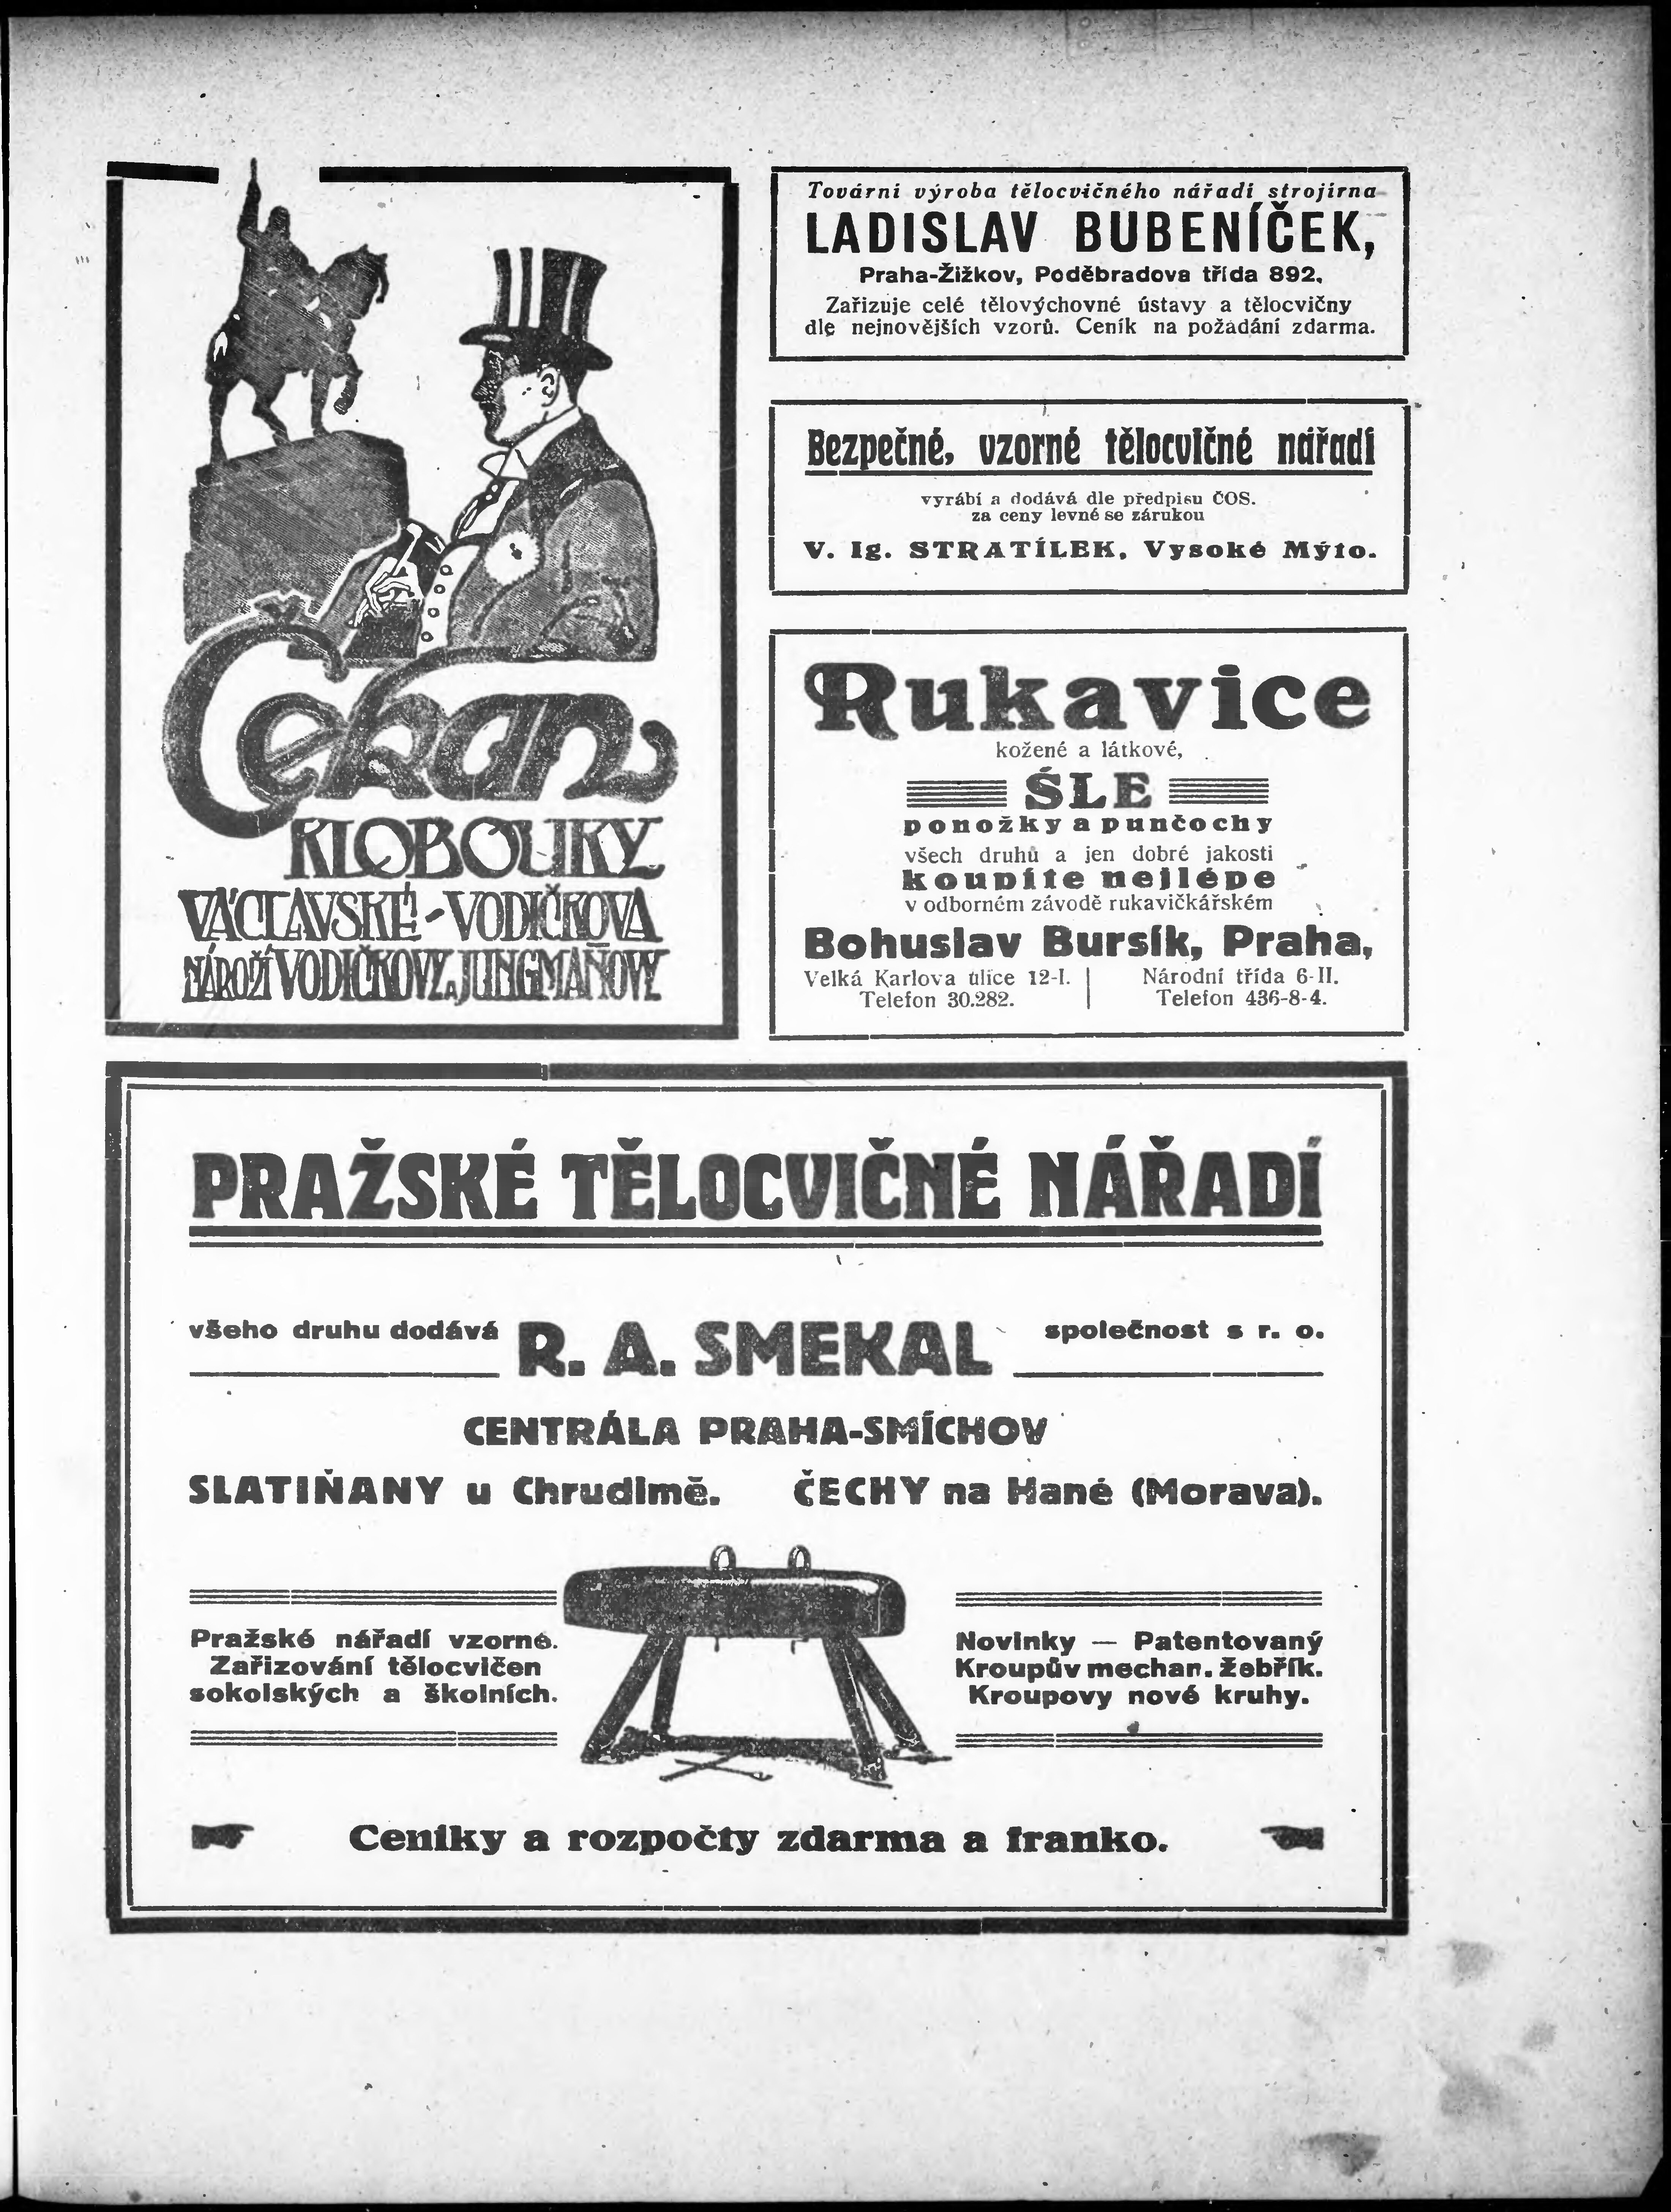 Čekan
KLOBOUKY
VÁCLAVSKÉ - VODIČKOVA
NÁROŽÍ VODIČKOVY A JUNGMAŇOVY
Tovární výroba tělocvičného nářadí strojírna
LADISLAV BUBENÍČEK,
Praha-Žižkov, Poděbradova třída 892.
Zařizuje celé tělovýchovné ústavy a tělocvičny
dle nejnovějších vzorů. Ceník na požádání zdarma.
Bezpečné, vzorné tělocvičné nářadí
vyrábí a dodává dle předpisu ČOS.
za ceny levné se zárukou
V. Ig. STRATÍLEK, Vysoké Mýto.
Rukavice
kožené a látkové,
ŠLE
ponožky a punčochy
všech druhů a jen dobré jakosti
koupíte nejlépe
v odborném závodě rukavičkářském
Bohuslav Bursík, Praha,
Velká Karlova ulice 12-I. | Národní třída 6-II.
Telefon 30.282. | Telefon 436-8-4.
PRAŽSKÉ TĚLOCVIČNÉ NÁŘADÍ
všeho druhu dodává R. A. SMEKAL společnost s r. o.
CENTRÁLA PRAHA-SMÍCHOV
SLATIŇANY u Chrudimě. ČECHY na Hané (Morava).
Pražské nářadí vzorné.
Zařizování tělocvičen
sokolských a školních.
Novinky — Patentovaný
Kroupův mechan. žebřík.
Kroupovy nové kruhy.
Ceníky a rozpočty zdarma a franko.